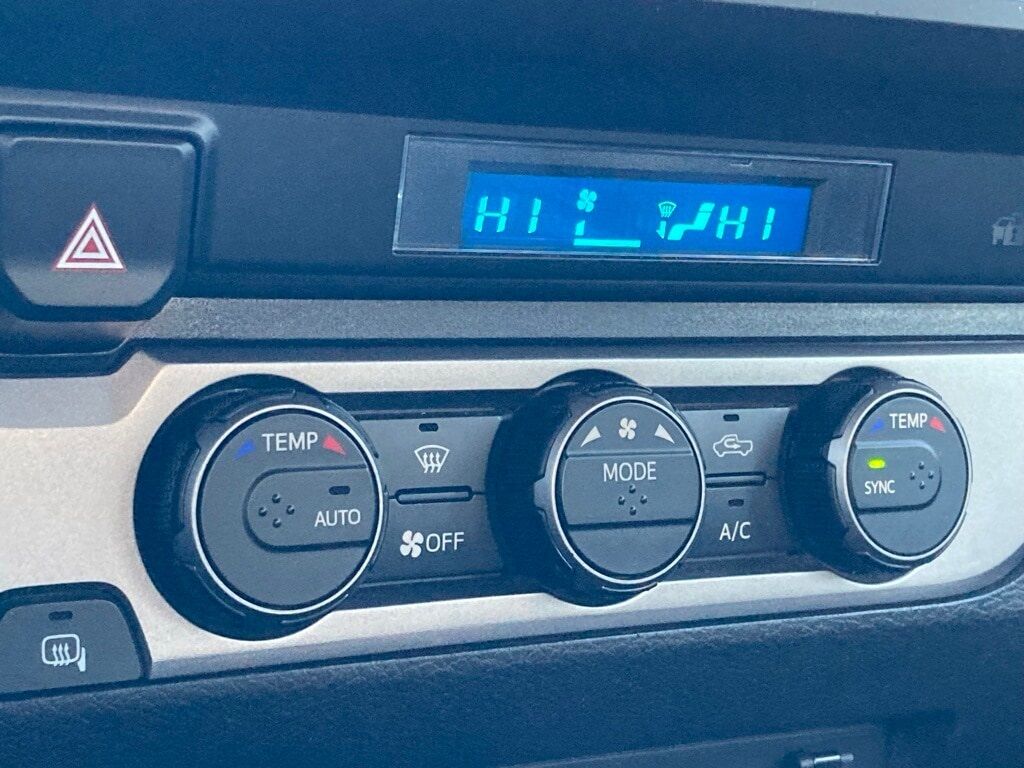 HI HI
TEMP
AUTO
OFF
MODE
A/C
TEMP
SYNC